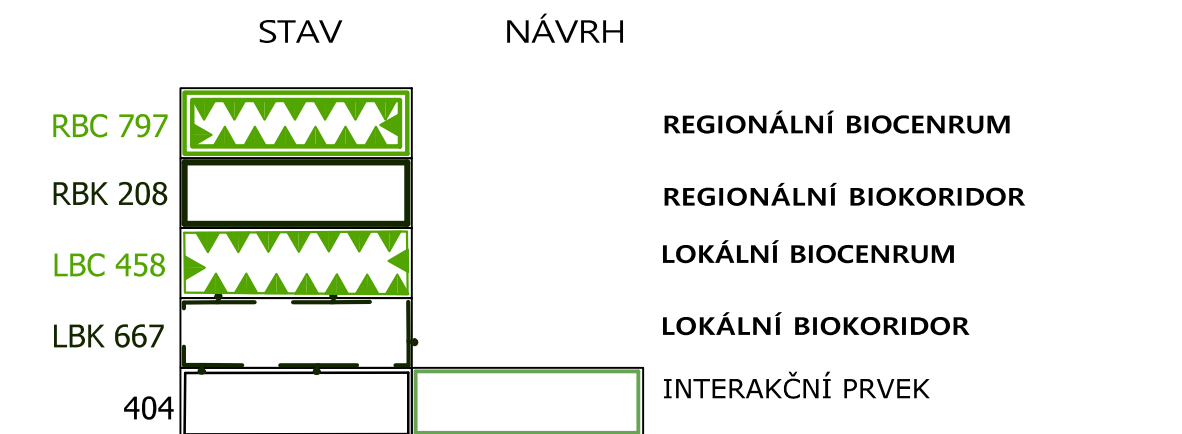 STAV NÁVRH
RBC 797 REGIONÁLNÍ BIOCENRUM
RBK 208 REGIONÁLNÍ BIOKORIDOR
LBC 458 LOKÁLNÍ BIOCENRUM
LBK 667 LOKÁLNÍ BIOKORIDOR
404 INTERAKČNÍ PRVEK